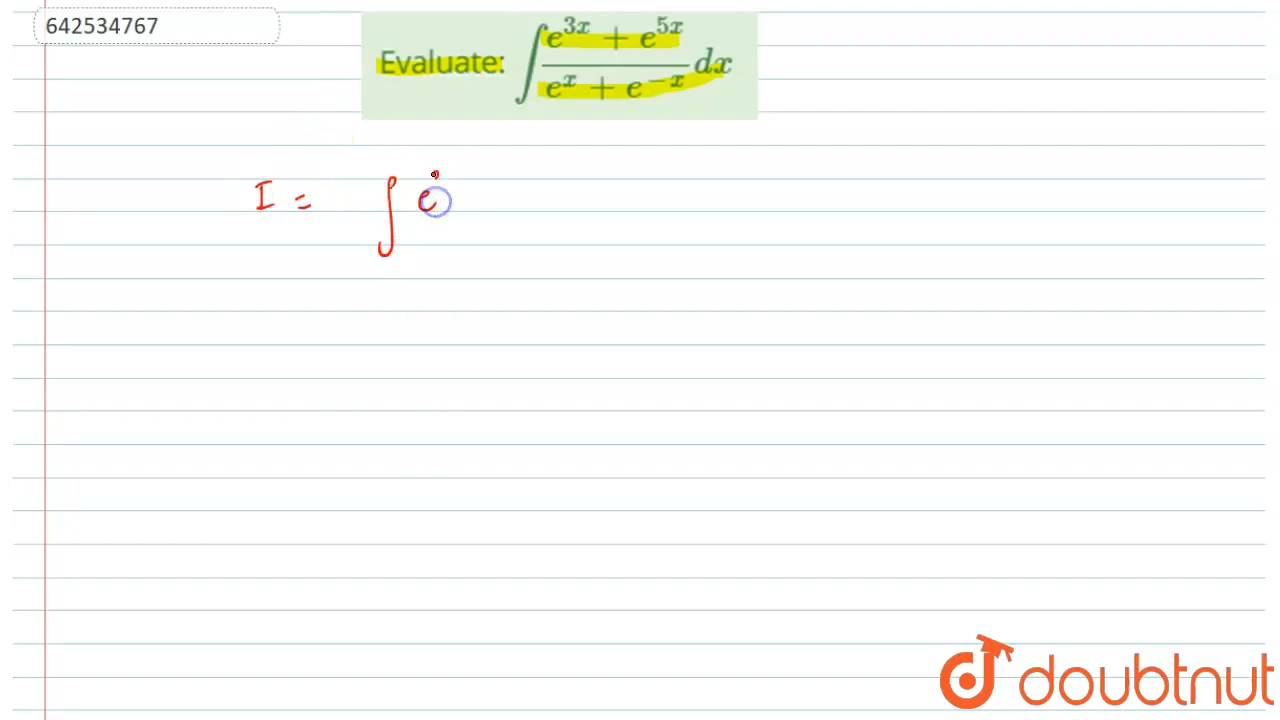 642534767
Evaluate: ∫ (e^{3x} + e^{5x})/(e^x + e^{-x}) dx
I = ∫ e
doubtnut